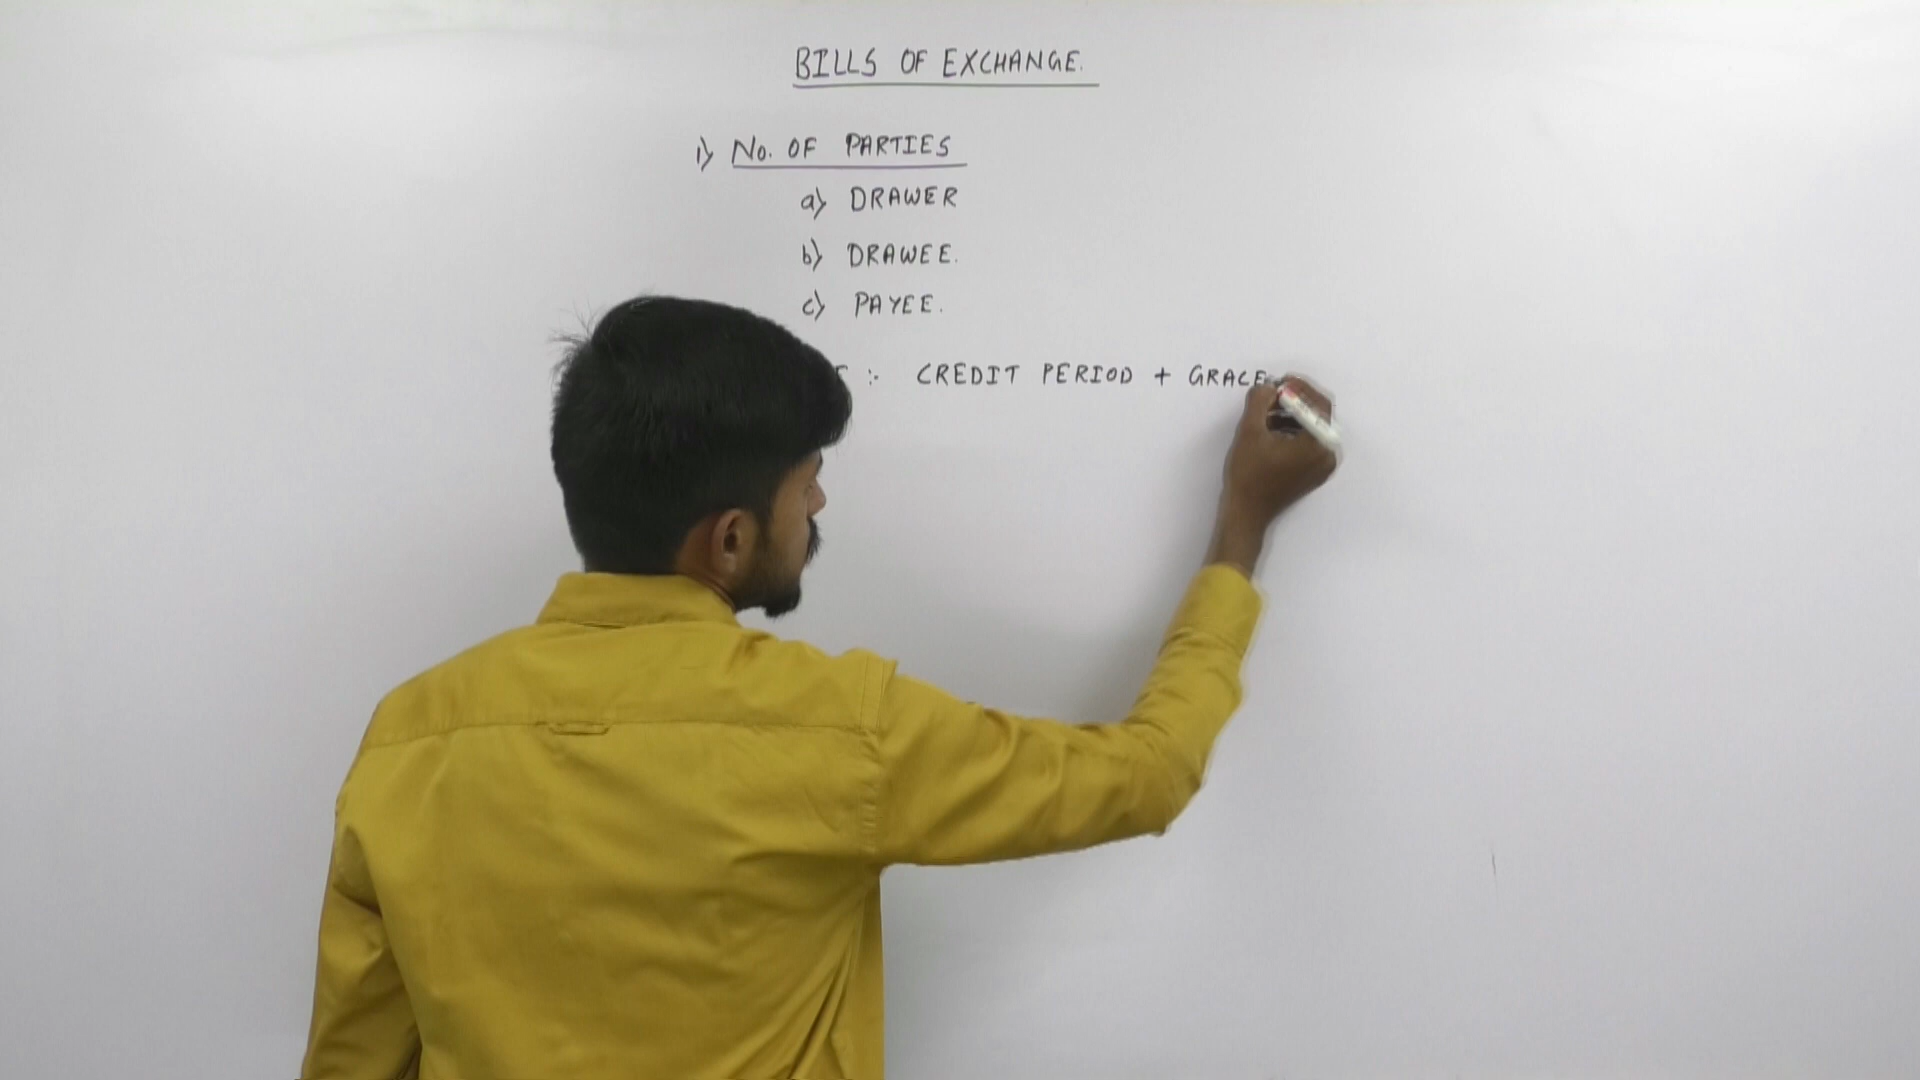 BILLS OF EXCHANGE.
1) No. OF PARTIES
a) DRAWER
b) DRAWEE.
c) PAYEE.
:- CREDIT PERIOD + GRACE